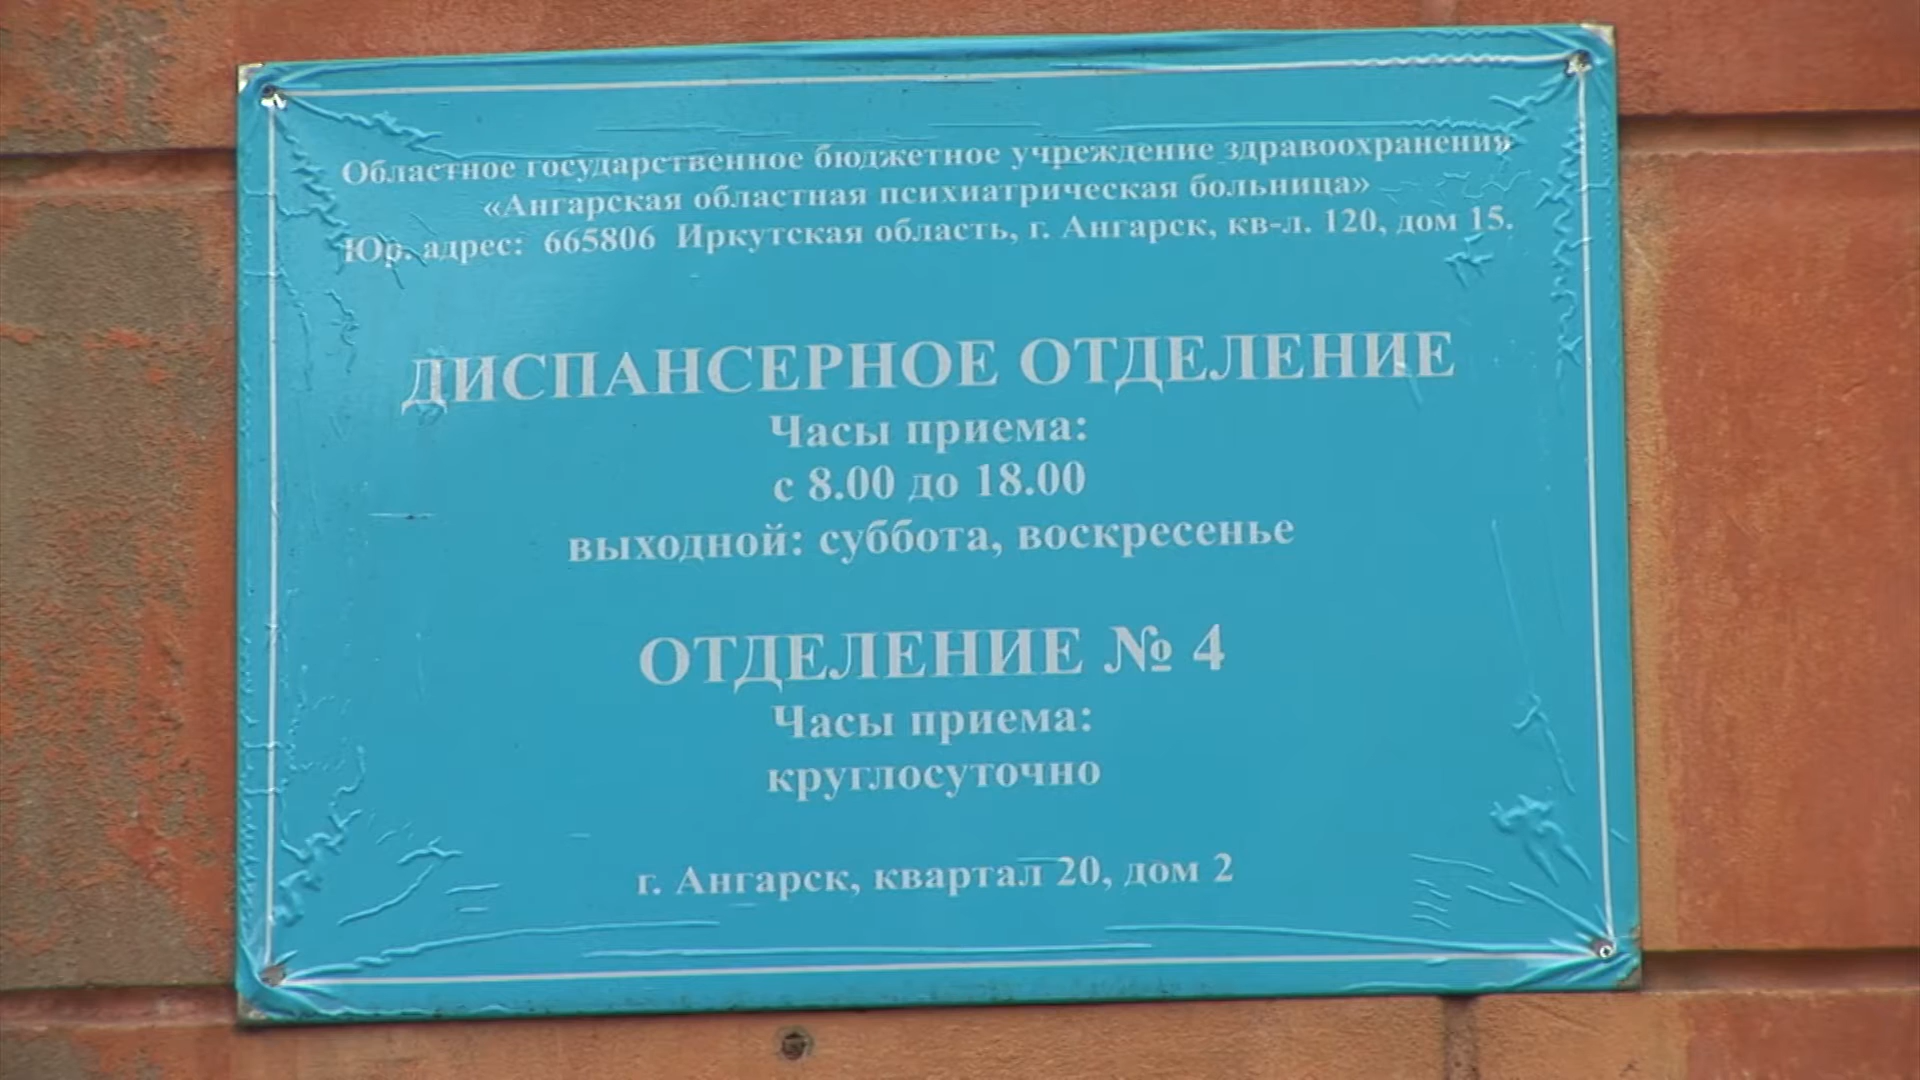 Областное государственное бюджетное учреждение здравоохранения
«Ангарская областная психиатрическая больница»
Юр. адрес: 665806 Иркутская область, г. Ангарск, кв-л. 120, дом 15.
ДИСПАНСЕРНОЕ ОТДЕЛЕНИЕ
Часы приема:
с 8.00 до 18.00
выходной: суббота, воскресенье
ОТДЕЛЕНИЕ № 4
Часы приема:
круглосуточно
г. Ангарск, квартал 20, дом 2